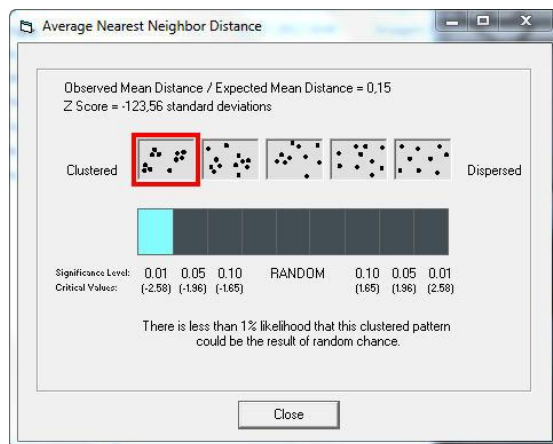 Average Nearest Neighbor Distance
Observed Mean Distance / Expected Mean Distance = 0,15
Z Score = -123,56 standard deviations
Clustered
Dispersed
Significance Level: 0.01 0.05 0.10 RANDOM 0.10 0.05 0.01
Critical Values: (-2.58) (-1.96) (-1.65) (1.65) (1.96) (2.58)
There is less than 1% likelihood that this clustered pattern
could be the result of random chance.
Close